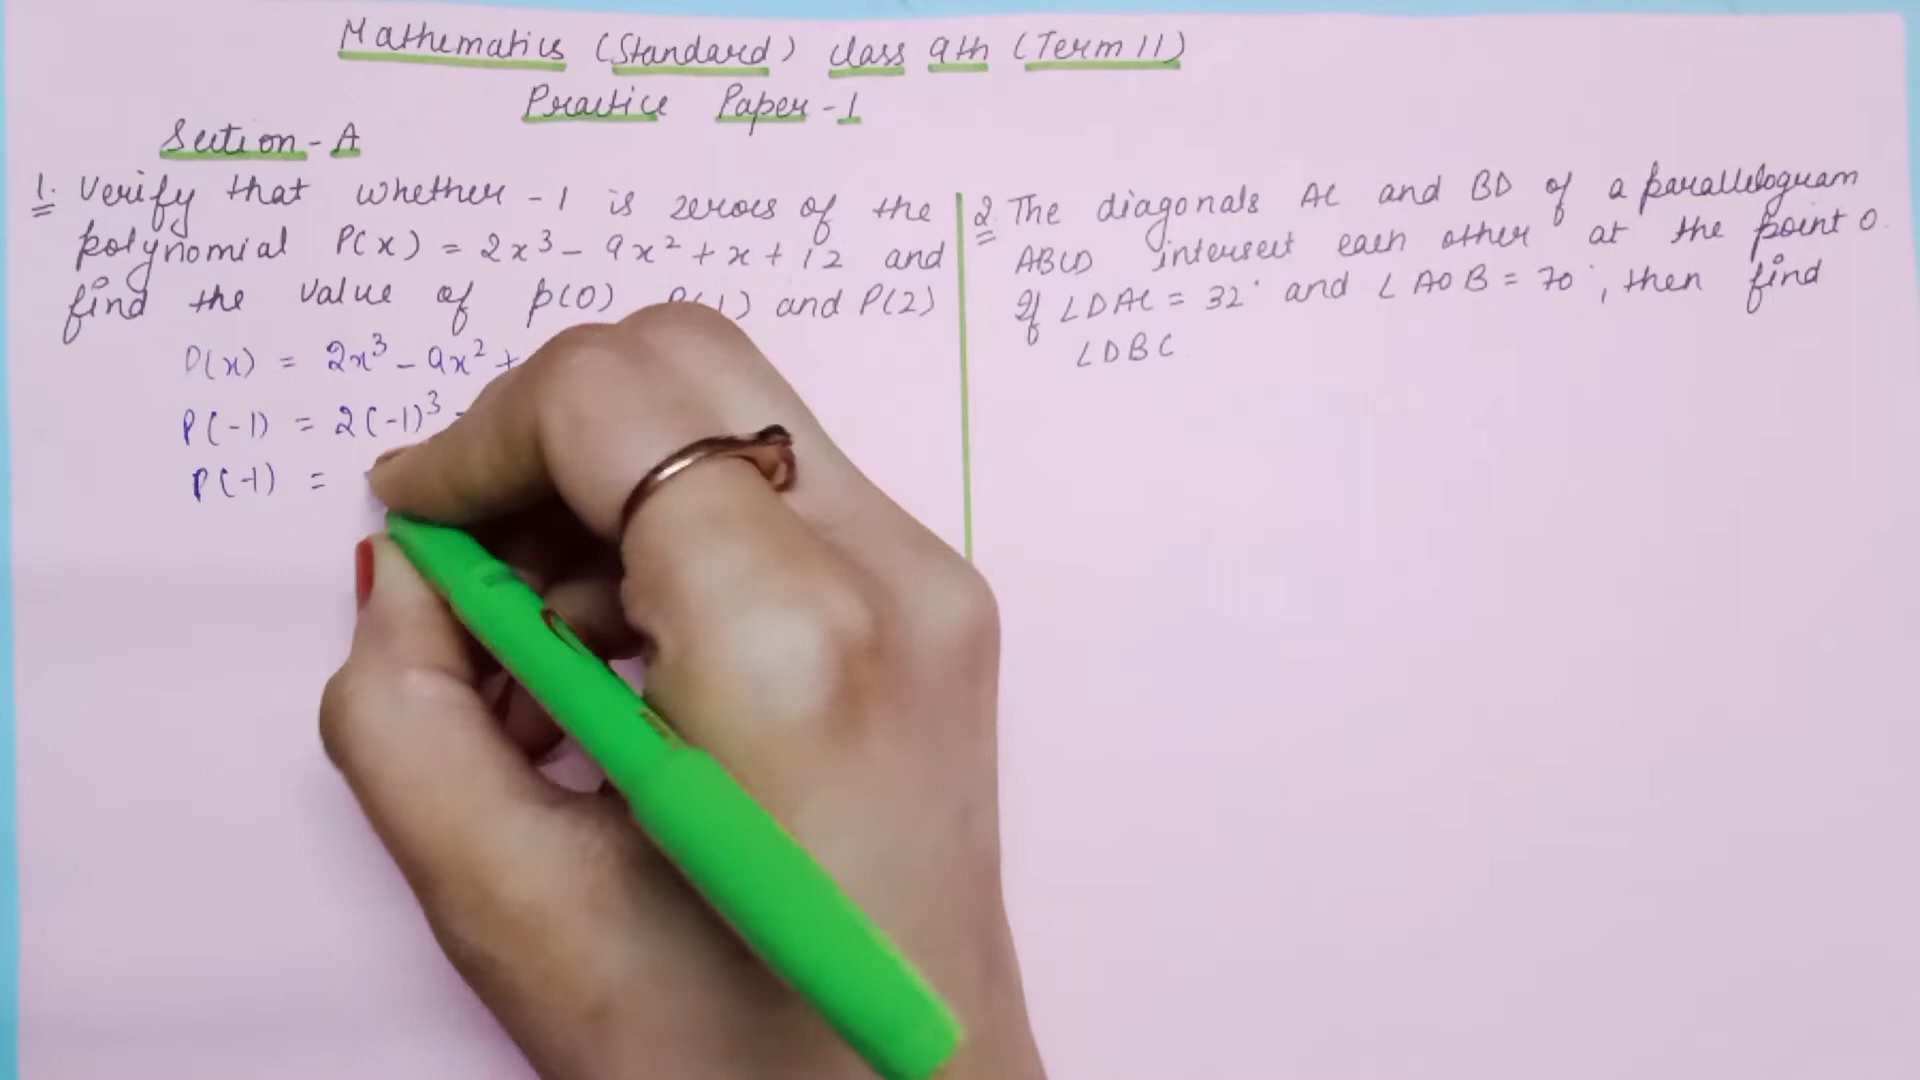 Mathematics (Standard) class 9th (Term II)
Practice Paper - 1
Section - A
1. Verify that whether -1 is zeroes of the
polynomial P(x) = 2x³ - 9x² + x + 12 and
find the value of p(0) P(1) and P(2)
P(x) = 2x³ - 9x² +
P(-1) = 2(-1)³ -
P(-1) =
2. The diagonals AC and BD of a parallelogram
ABCD intersect each other at the point O.
If ∠DAC = 32° and ∠AOB = 70°, then find
∠DBC